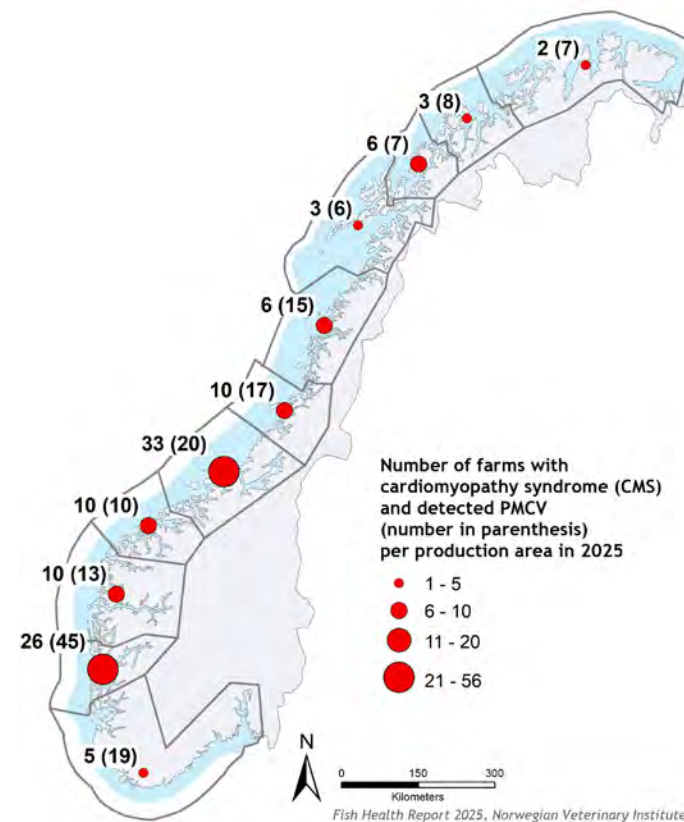 2 (7)
3 (8)
6 (7)
3 (6)
6 (15)
10 (17)
33 (20)
10 (10)
10 (13)
26 (45)
5 (19)
Number of farms with
cardiomyopathy syndrome (CMS)
and detected PMCV
(number in parenthesis)
per production area in 2025
1 - 5
6 - 10
11 - 20
21 - 56
N
0 150 300
Kilometers
Fish Health Report 2025, Norwegian Veterinary Institute